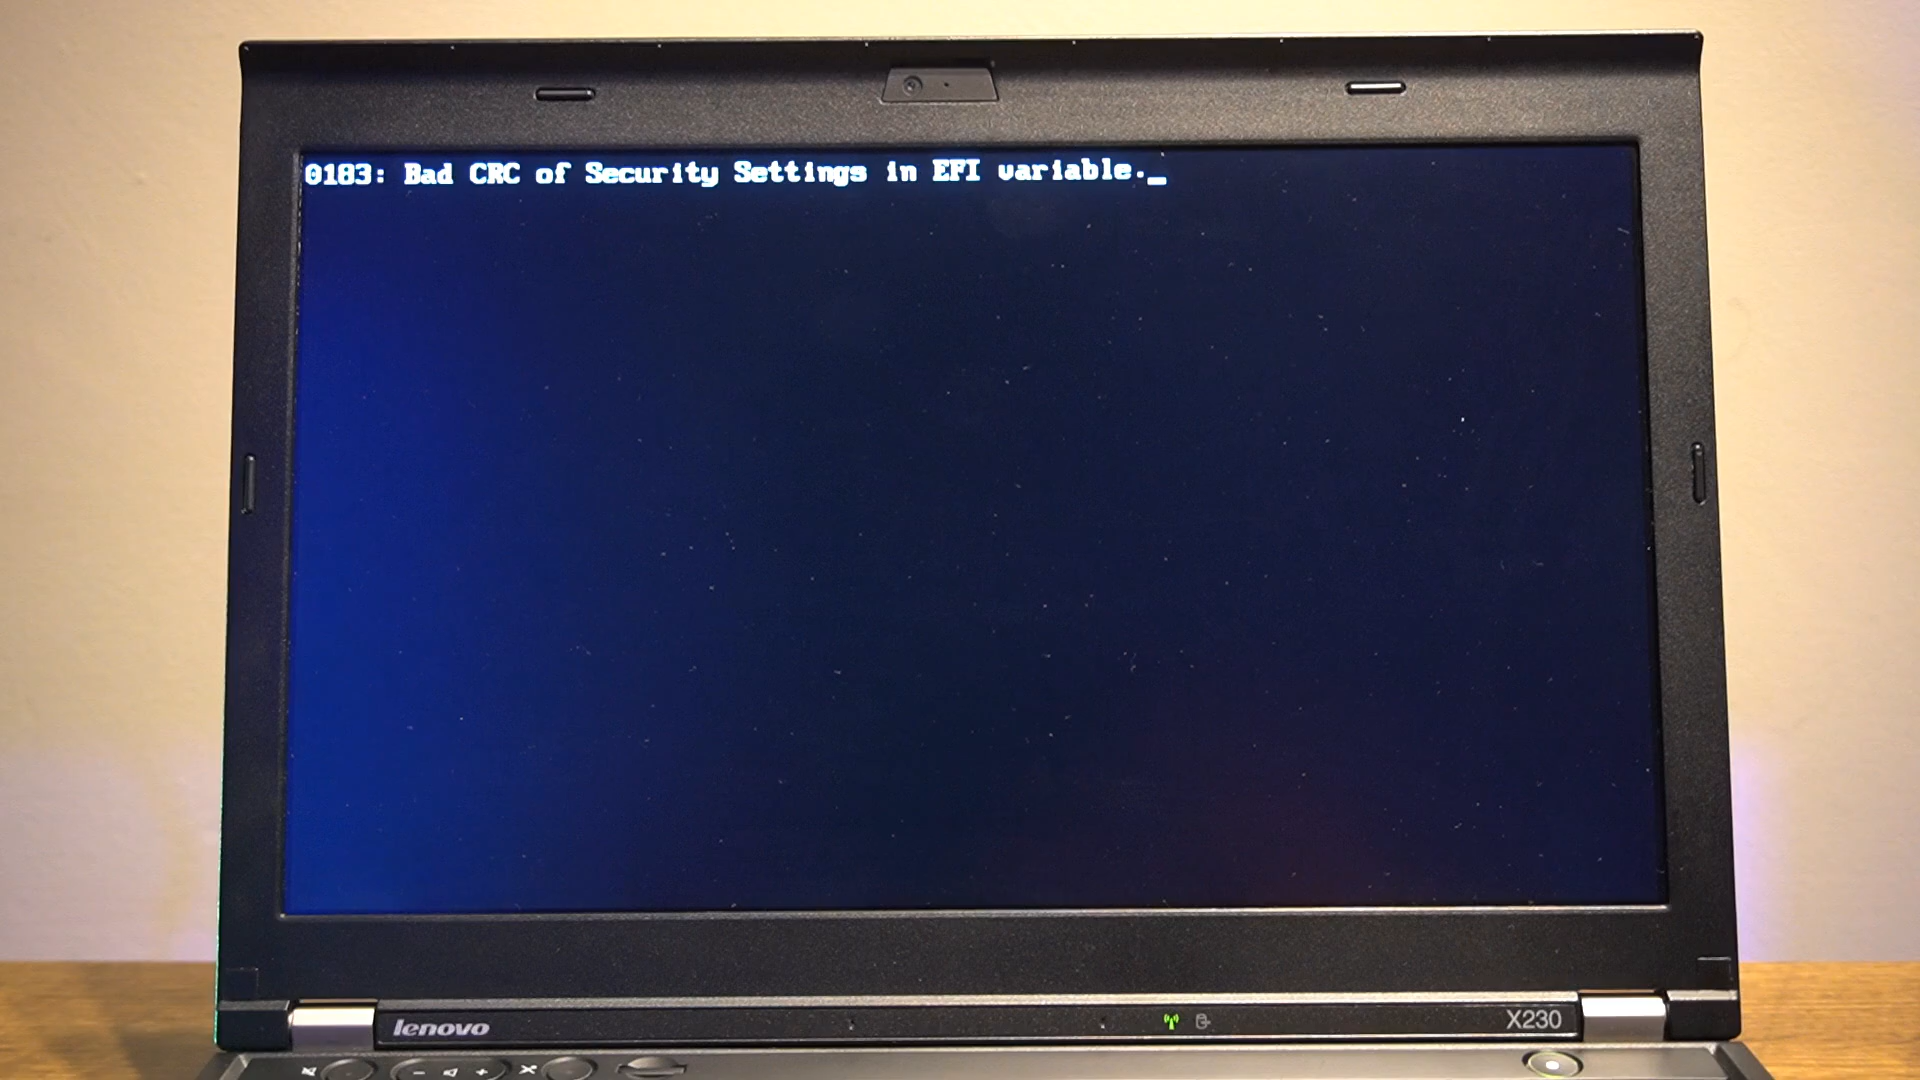 0183: Bad CRC of Security Settings in EFI variable._
lenovo
X230